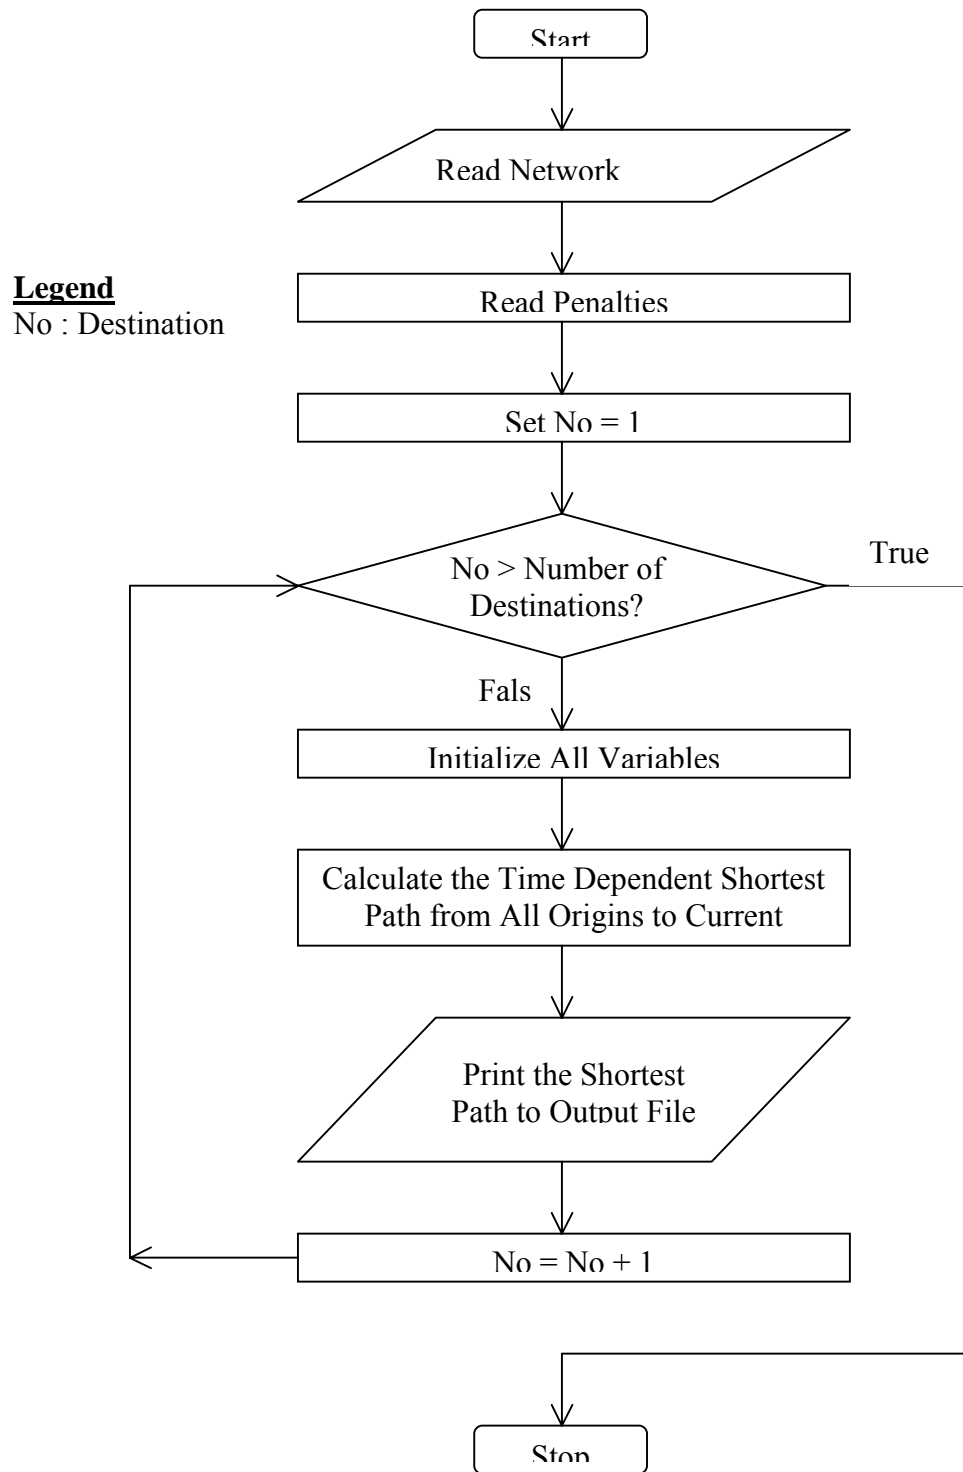 Start
Read Network
Legend
No : Destination
Read Penalties
Set No = 1
No > Number of
Destinations?
True
Fals
Initialize All Variables
Calculate the Time Dependent Shortest
Path from All Origins to Current
Print the Shortest
Path to Output File
No = No + 1
Stop